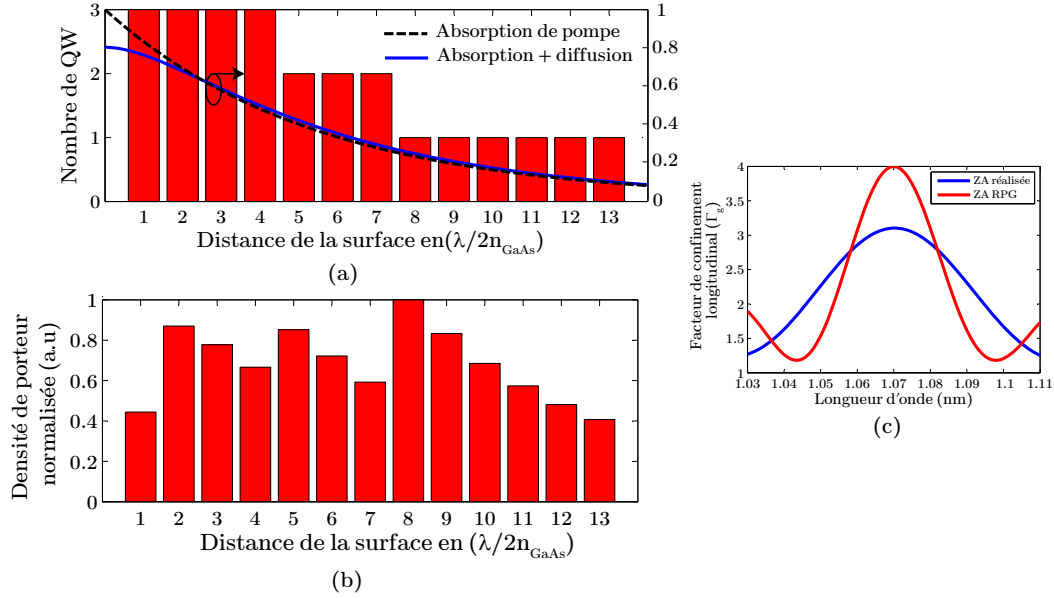 Nombre de QW
3
2
1
0
1
0.8
0.6
0.4
0.2
0
Absorption de pompe
Absorption + diffusion
1 2 3 4 5 6 7 8 9 10 11 12 13
Distance de la surface en(λ/2n_GaAs)
(a)
Densité de porteur
normalisée (a.u)
1
0.8
0.6
0.4
0.2
0
1 2 3 4 5 6 7 8 9 10 11 12 13
Distance de la surface en (λ/2n_GaAs)
(b)
Facteur de confinement
longitudinal (Γ_g)
4
3.5
3
2.5
2
1.5
1
ZA réalisée
ZA RPG
1.03 1.04 1.05 1.06 1.07 1.08 1.09 1.1 1.11
Longueur d'onde (nm)
(c)